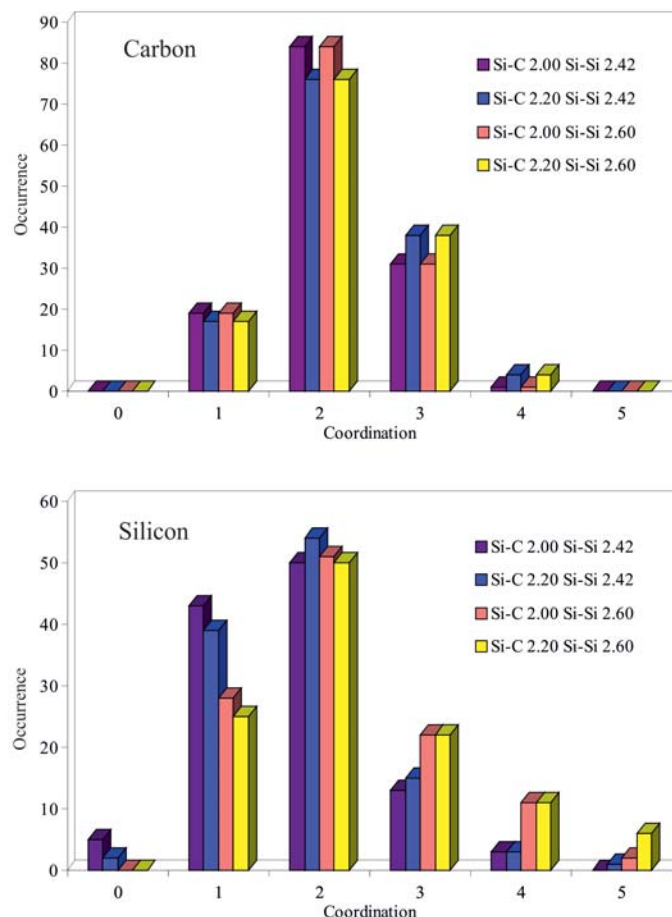 Carbon
90
80
70
60
50
40
30
20
10
0
Occurrence
Si-C 2.00 Si-Si 2.42
Si-C 2.20 Si-Si 2.42
Si-C 2.00 Si-Si 2.60
Si-C 2.20 Si-Si 2.60
0 1 2 3 4 5
Coordination
Silicon
60
50
40
30
20
10
0
Occurrence
Si-C 2.00 Si-Si 2.42
Si-C 2.20 Si-Si 2.42
Si-C 2.00 Si-Si 2.60
Si-C 2.20 Si-Si 2.60
0 1 2 3 4 5
Coordination